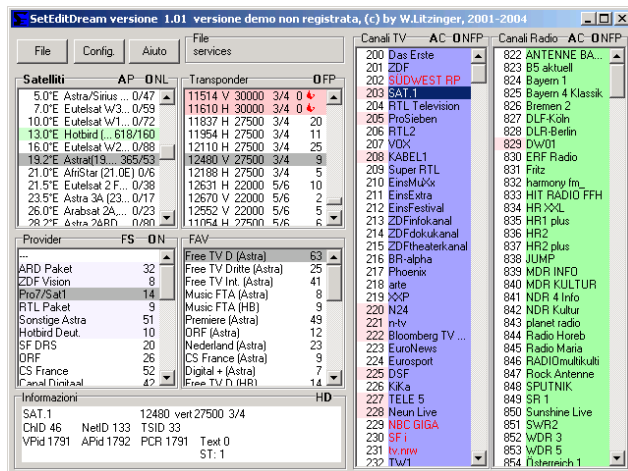 SetEditDream versione 1.01 versione demo non registrata, (c) by W.Litzinger, 2001-2004
File Config. Aiuto
File
services
Satelliti AP ONL
5.0°E Astra/Sirius ... 0/47
7.0°E Eutelsat W3... 0/59
10.0°E Eutelsat W1... 0/72
13.0°E Hotbird (... 618/160
16.0°E Eutelsat W2... 0/88
19.2°E Astrat(19.... 365/53
21.0°E AfriStar (21.0E) 0/6
21.5°E Eutelsat 2 F... 0/38
23.5°E Astra 3A (23... 0/17
26.0°E Arabsat 2A,... 0/23
28.2°E Astra 2ABD... 0/80
Transponder OFP
11514 V 30000 3/4 0
11610 H 30000 3/4 0
11837 H 27500 3/4 20
11954 H 27500 3/4 11
12110 H 27500 3/4 25
12480 V 27500 3/4 9
12188 H 27500 3/4 5
12631 H 22000 5/6 10
12670 V 22000 5/6 2
12552 V 22000 5/6 5
11054 H 27500 5/6 6
Provider FS ON
---
ARD Paket 32
ZDF Vision 8
Pro7/Sat1 14
RTL Paket 9
Sonstige Astra 51
Hotbird Deut. 10
SF DRS 20
ORF 26
CS France 52
Canal Digitaal 42
FAV
Free TV D (Astra) 63
Free TV Dritte (Astra) 25
Free TV Int. (Astra) 41
Music FTA (Astra) 8
Music FTA (HB) 9
Premiere (Astra) 49
ORF (Astra) 12
Nederland (Astra) 23
CS France (Astra) 9
Digital + (Astra) 7
Free TV D (HB) 14
Informazioni HD
SAT.1 12480 vert 27500 3/4
ChID 46 NetID 133 TSID 33
VPid 1791 APid 1792 PCR 1791 Text 0
ST: 1
Canali TV AC ONFP
200 Das Erste
201 ZDF
202 SÜDWEST RP
203 SAT.1
204 RTL Television
205 ProSieben
206 RTL2
207 VOX
208 KABEL1
209 Super RTL
210 EinsMuXx
211 EinsExtra
212 EinsFestival
213 ZDFinfokanal
214 ZDFdokukanal
215 ZDFtheaterkanal
216 BR-alpha
217 Phoenix
218 arte
219 XXP
220 N24
221 n-tv
222 Bloomberg TV ...
223 EuroNews
224 Eurosport
225 DSF
226 KiKa
227 TELE 5
228 Neun Live
229 NBC GIGA
230 SF i
231 tv.nrw
232 TW1
Canali Radio AC ONFP
822 ANTENNE BA...
823 B5 aktuell
824 Bayern 1
825 Bayern 4 Klassik
826 Bremen 2
827 DLF-Köln
828 DLR-Berlin
829 DW01
830 ERF Radio
831 Fritz
832 harmony fm_
833 HIT RADIO FFH
834 HR XXL
835 HR1 plus
836 HR2
837 HR2 plus
838 JUMP
839 MDR INFO
840 MDR KULTUR
841 NDR 4 Info
842 NDR Kultur
843 planet radio
844 Radio Horeb
845 Radio Maria
846 RADIOmultikulti
847 Rock Antenne
848 SPUTNIK
849 SR 1
850 Sunshine Live
851 SWR2
852 WDR 3
853 WDR 5
854 Österreich 1